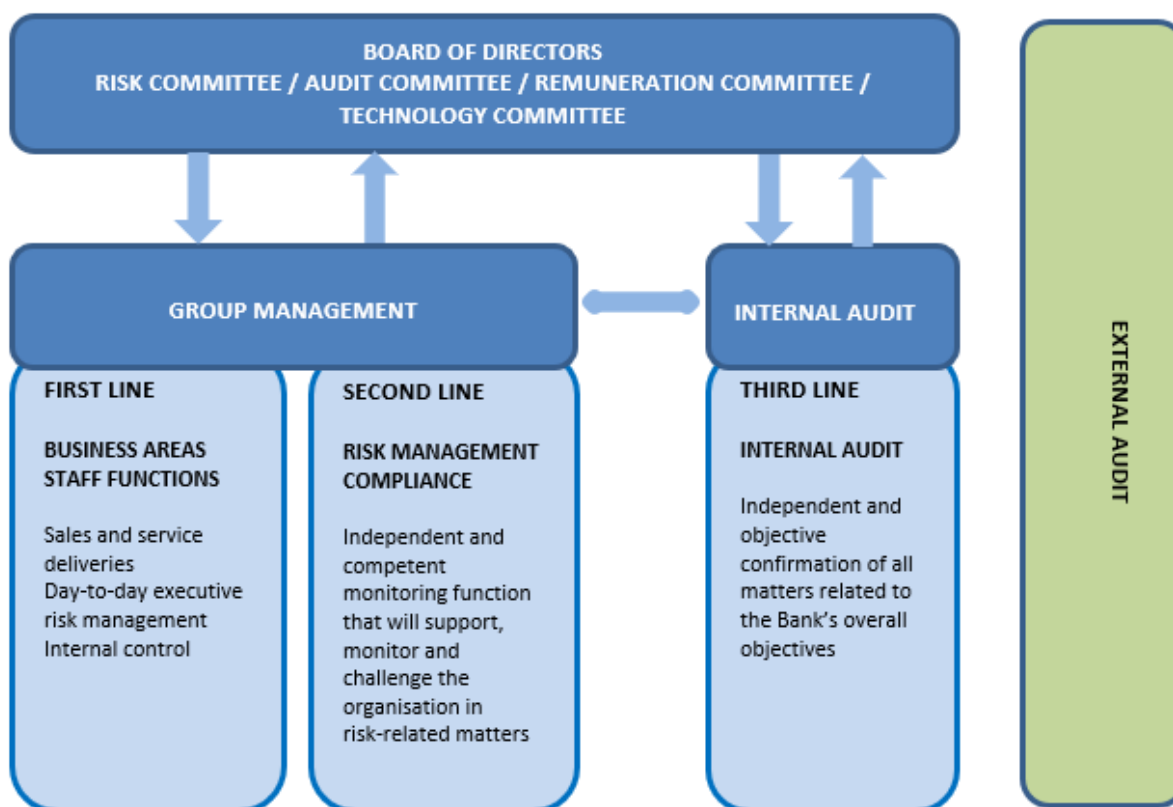 BOARD OF DIRECTORS
RISK COMMITTEE / AUDIT COMMITTEE / REMUNERATION COMMITTEE /
TECHNOLOGY COMMITTEE
GROUP MANAGEMENT
INTERNAL AUDIT
FIRST LINE
BUSINESS AREAS
STAFF FUNCTIONS
Sales and service
deliveries
Day-to-day executive
risk management
Internal control
SECOND LINE
RISK MANAGEMENT
COMPLIANCE
Independent and
competent
monitoring function
that will support,
monitor and
challenge the
organisation in
risk-related matters
THIRD LINE
INTERNAL AUDIT
Independent and
objective
confirmation of all
matters related to
the Bank’s overall
objectives
EXTERNAL AUDIT